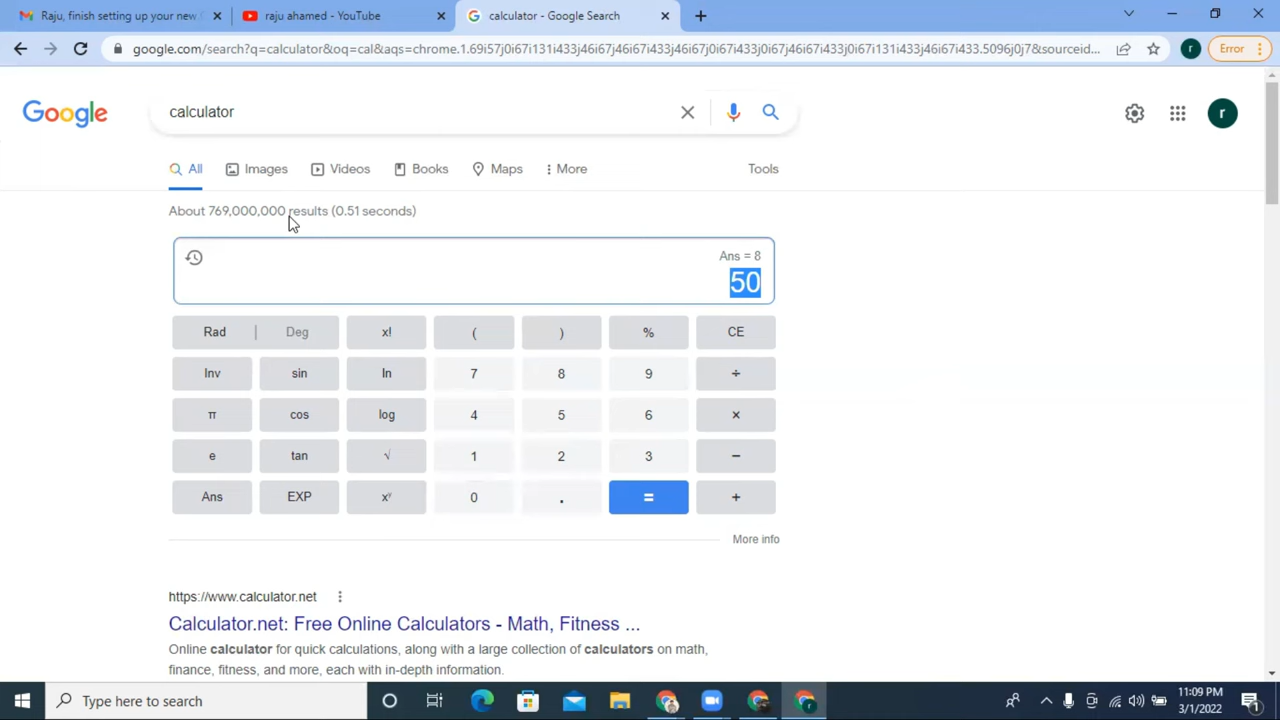 Raju, finish setting up your new
raju ahamed - YouTube
calculator - Google Search
google.com/search?q=calculator&oq=cal&aqs=chrome.1.69i57j0i67i131i433j46i67j46i67i433j0i67j46i67j0i67i433j0j46i67i433j0i67i131i433j46i67i433.5096j0j7&sourceid...
r
Error
Google
calculator
r
All
Images
Videos
Books
Maps
More
Tools
About 769,000,000 results (0.51 seconds)
Ans = 8
50
Rad | Deg x! ( ) % CE
Inv sin ln 7 8 9 ÷
π cos log 4 5 6 ×
e tan √ 1 2 3 −
Ans EXP xʸ 0 . = +
More info
https://www.calculator.net
Calculator.net: Free Online Calculators - Math, Fitness ...
Online calculator for quick calculations, along with a large collection of calculators on math,
finance, fitness, and more, each with in-depth information.
Type here to search
11:09 PM
3/1/2022
1